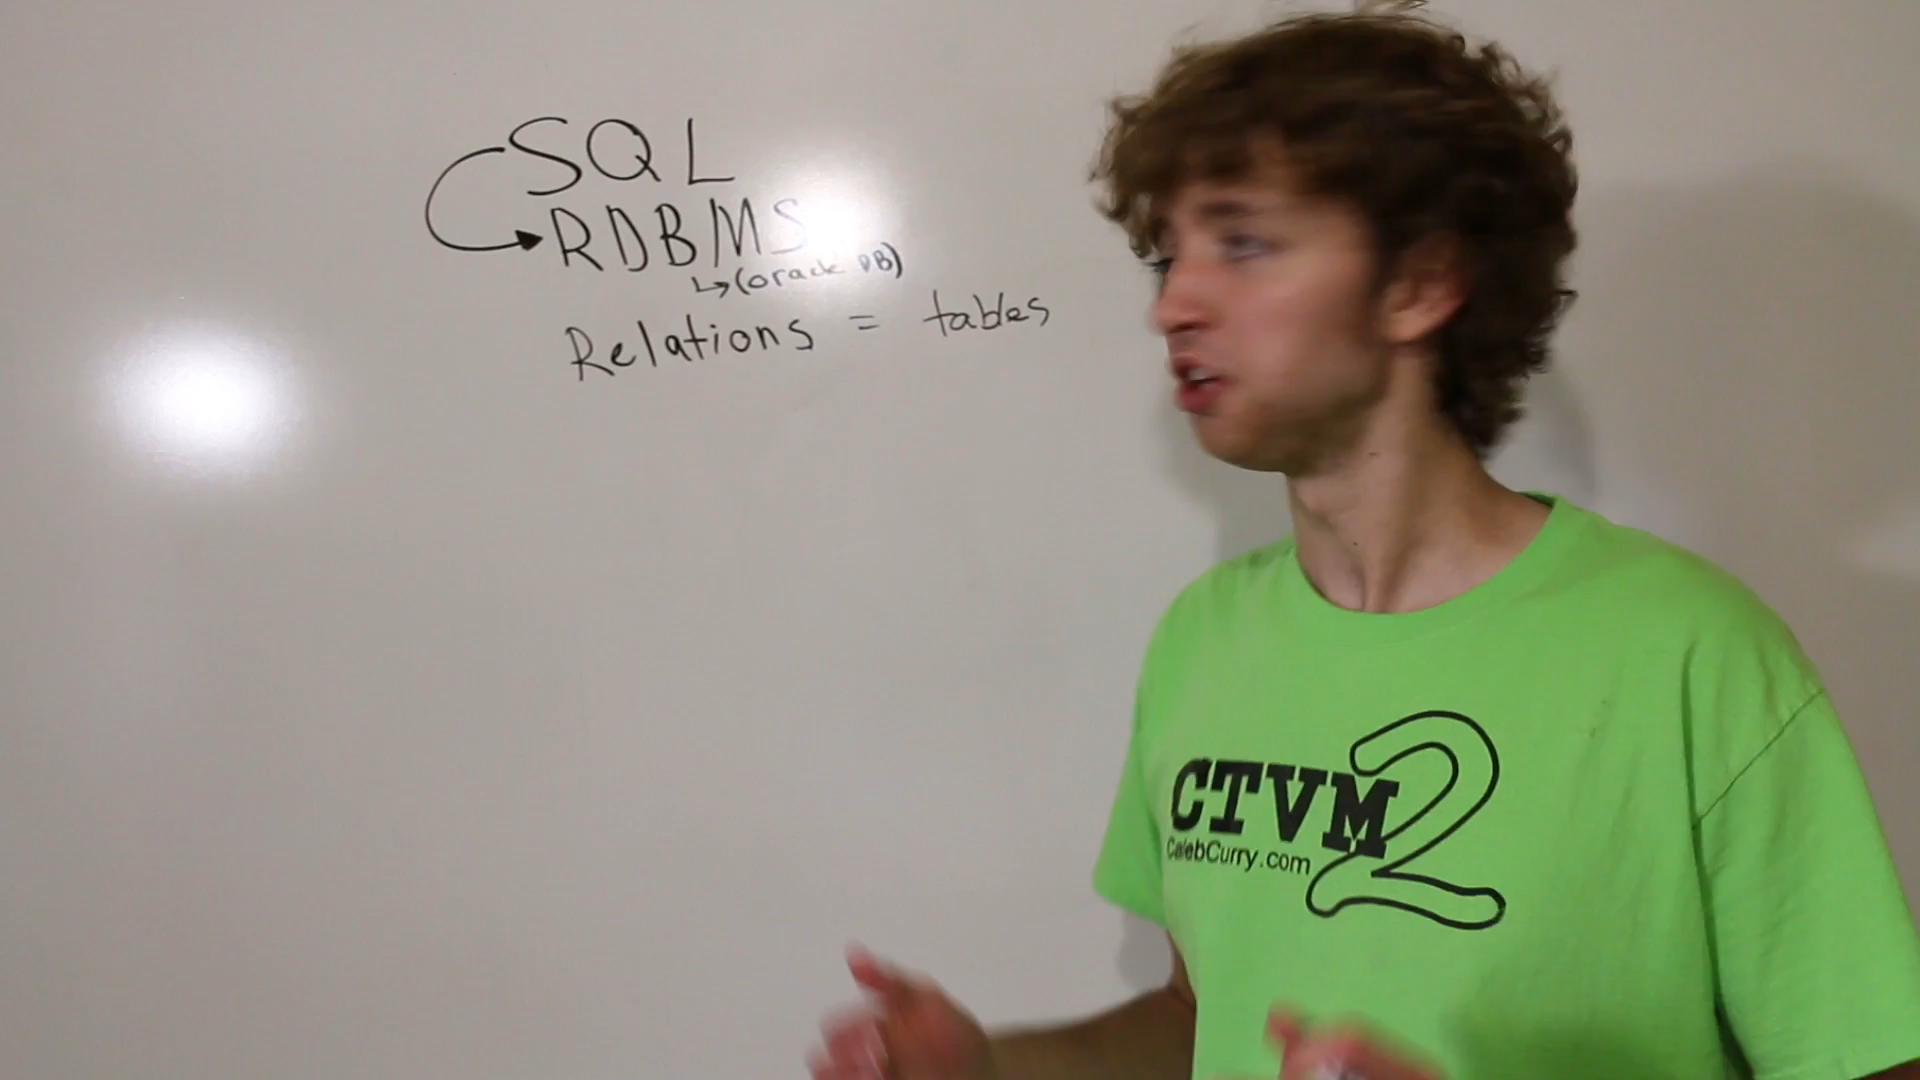 SQL
RDBMS
↳(oracle DB)
Relations = tables
CTVM2
CalebCurry.com